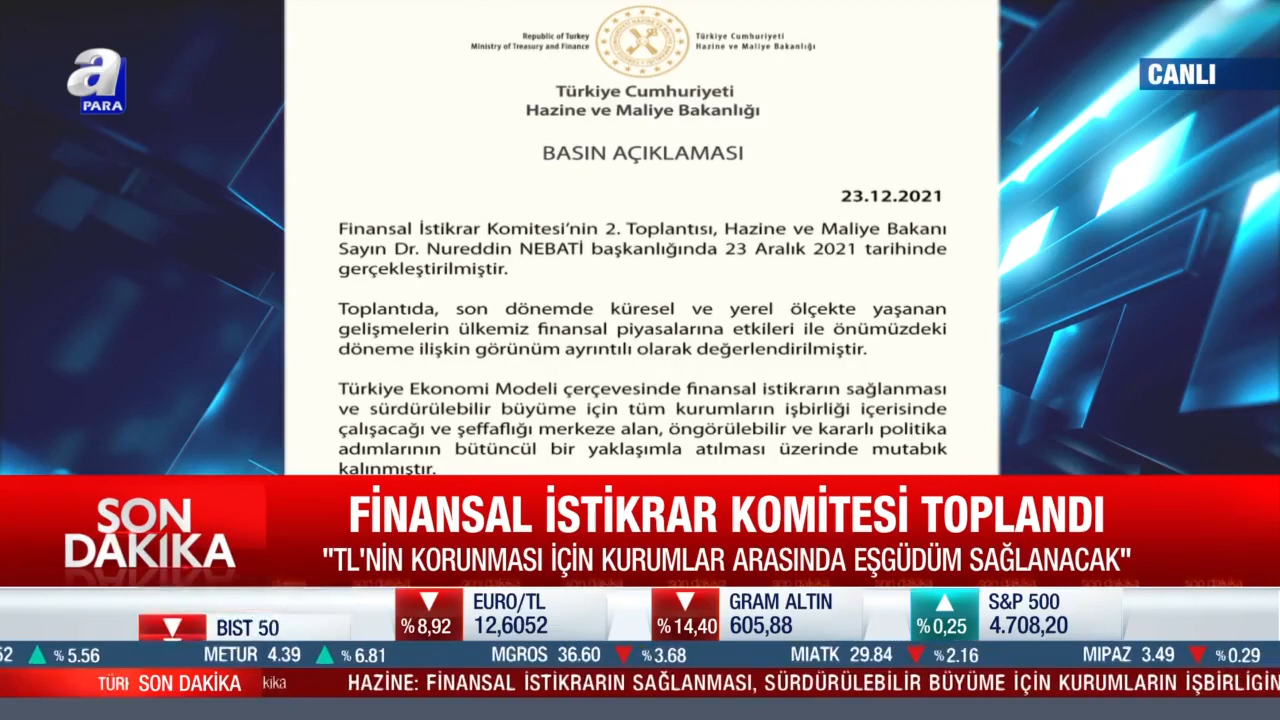 Republic of Turkey
Ministry of Treasury and Finance
Türkiye Cumhuriyeti
Hazine ve Maliye Bakanlığı
a
PARA
CANLI
Türkiye Cumhuriyeti
Hazine ve Maliye Bakanlığı
BASIN AÇIKLAMASI
23.12.2021
Finansal İstikrar Komitesi’nin 2. Toplantısı, Hazine ve Maliye Bakanı
Sayın Dr. Nureddin NEBATİ başkanlığında 23 Aralık 2021 tarihinde
gerçekleştirilmiştir.
Toplantıda, son dönemde küresel ve yerel ölçekte yaşanan
gelişmelerin ülkemiz finansal piyasalarına etkileri ile önümüzdeki
döneme ilişkin görünüm ayrıntılı olarak değerlendirilmiştir.
Türkiye Ekonomi Modeli çerçevesinde finansal istikrarın sağlanması
ve sürdürülebilir büyüme için tüm kurumların işbirliği içerisinde
çalışacağı ve şeffaflığı merkeze alan, öngörülebilir ve kararlı politika
adımlarının bütüncül bir yaklaşımla atılması üzerinde mutabık
kalınmıştır.
SON
DAKİKA
FİNANSAL İSTİKRAR KOMİTESİ TOPLANDI
"TL'NİN KORUNMASI İÇİN KURUMLAR ARASINDA EŞGÜDÜM SAĞLANACAK"
BIST 50
%8,92 EURO/TL 12,6052
%14,40 GRAM ALTIN 605,88
%0,25 S&P 500 4.708,20
52 %5.56 METUR 4.39 %6.81 MGROS 36.60 %3.68 MIATK 29.84 %2.16 MIPAZ 3.49 %0.29
SON DAKİKA HAZİNE: FİNANSAL İSTİKRARIN SAĞLANMASI, SÜRDÜRÜLEBİLİR BÜYÜME İÇİN KURUMLARIN İŞBİRLİĞİN